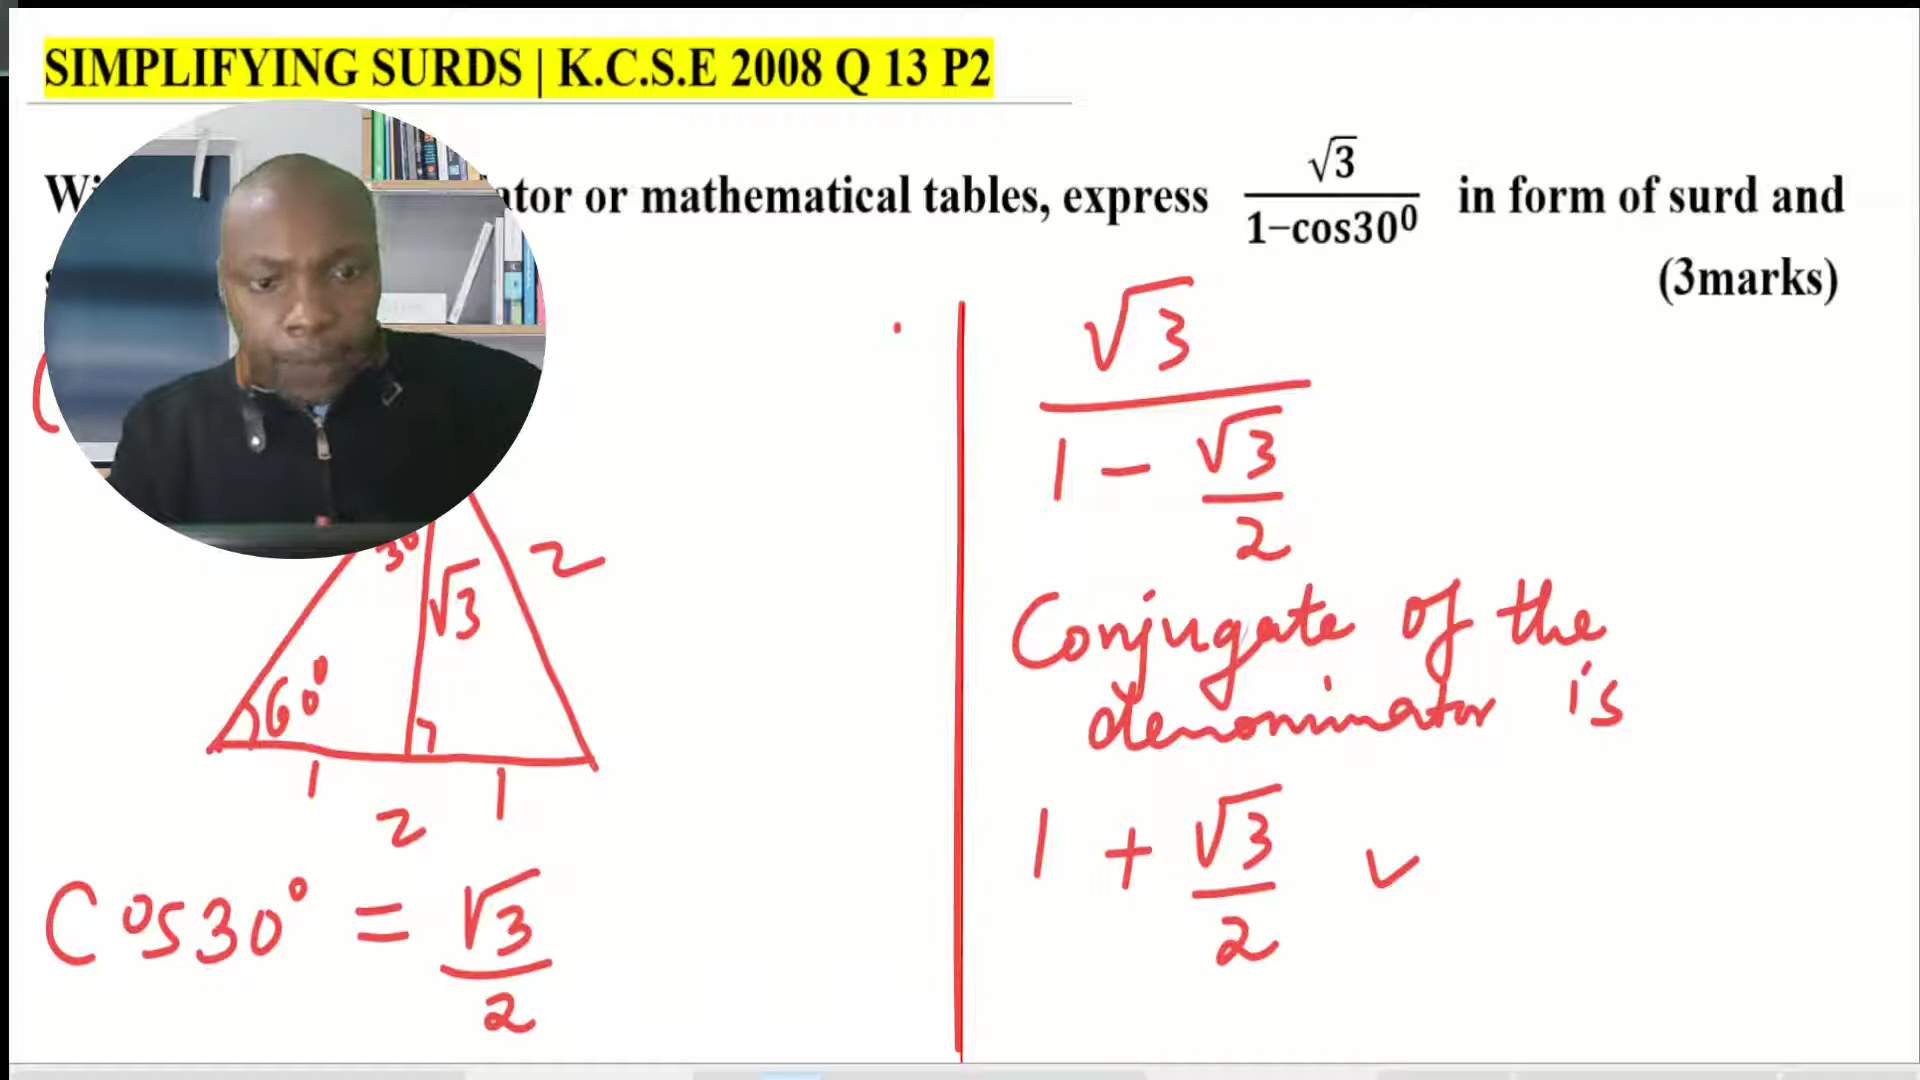 SIMPLIFYING SURDS | K.C.S.E 2008 Q 13 P2
or mathematical tables, express √3/(1−cos30⁰) in form of surd and
(3marks)
√3
1 − √3/2
Conjugate of the
denominator is
1 + √3/2 ✓
30
2
√3
60°
1 1
2
Cos30° = √3/2